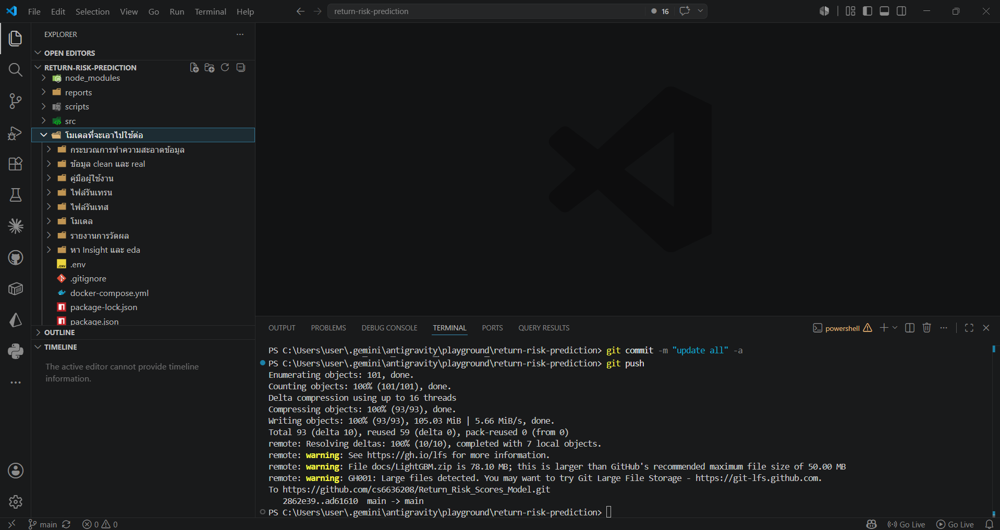 File Edit Selection View Go Run Terminal Help
return-risk-prediction
16
EXPLORER
OPEN EDITORS
RETURN-RISK-PREDICTION
node_modules
reports
scripts
src
โมเดลที่จะเอาไปใช้ต่อ
กระบวณการทำความสะอาดข้อมูล
ข้อมูล clean และ real
คู่มือผู้ใช้งาน
ไฟล์รันเทรน
ไฟล์รันเทส
โมเดล
รายงานการวัดผล
หา Insight และ eda
.env
.gitignore
docker-compose.yml
package-lock.json
package.json
OUTLINE
TIMELINE
The active editor cannot provide timeline
information.
OUTPUT PROBLEMS DEBUG CONSOLE TERMINAL PORTS QUERY RESULTS
powershell
PS C:\Users\user\.gemini\antigravity\playground\return-risk-prediction> git commit -m "update all" -a
PS C:\Users\user\.gemini\antigravity\playground\return-risk-prediction> git push
Enumerating objects: 101, done.
Counting objects: 100% (101/101), done.
Delta compression using up to 16 threads
Compressing objects: 100% (93/93), done.
Writing objects: 100% (93/93), 105.03 MiB | 5.66 MiB/s, done.
Total 93 (delta 10), reused 59 (delta 0), pack-reused 0 (from 0)
remote: Resolving deltas: 100% (10/10), completed with 7 local objects.
remote: warning: See https://gh.io/lfs for more information.
remote: warning: File docs/LightGBM.zip is 78.10 MB; this is larger than GitHub's recommended maximum file size of 50.00 MB
remote: warning: GH001: Large files detected. You may want to try Git Large File Storage - https://git-lfs.github.com.
To https://github.com/cs6636208/Return_Risk_Scores_Model.git
2862e39..ad61610 main -> main
PS C:\Users\user\.gemini\antigravity\playground\return-risk-prediction>
main
0 0
Go Live Go Live